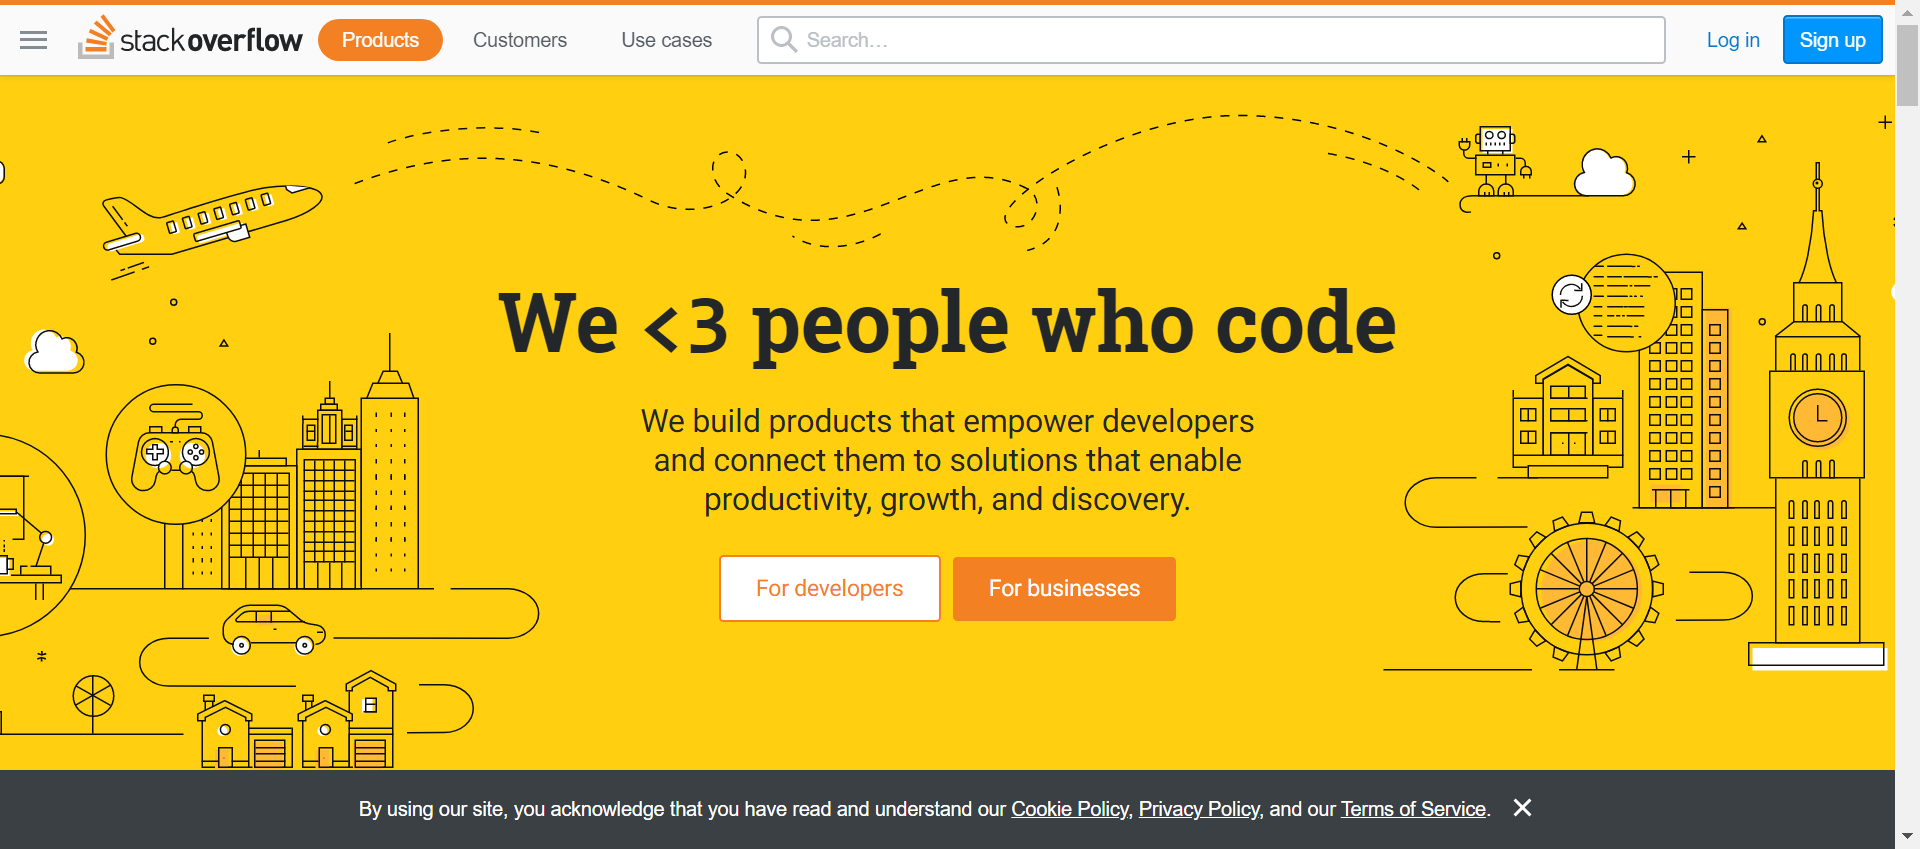 stackoverflow Products Customers Use cases Search... Log in Sign up
We <3 people who code
We build products that empower developers
and connect them to solutions that enable
productivity, growth, and discovery.
For developers For businesses
By using our site, you acknowledge that you have read and understand our Cookie Policy, Privacy Policy, and our Terms of Service.